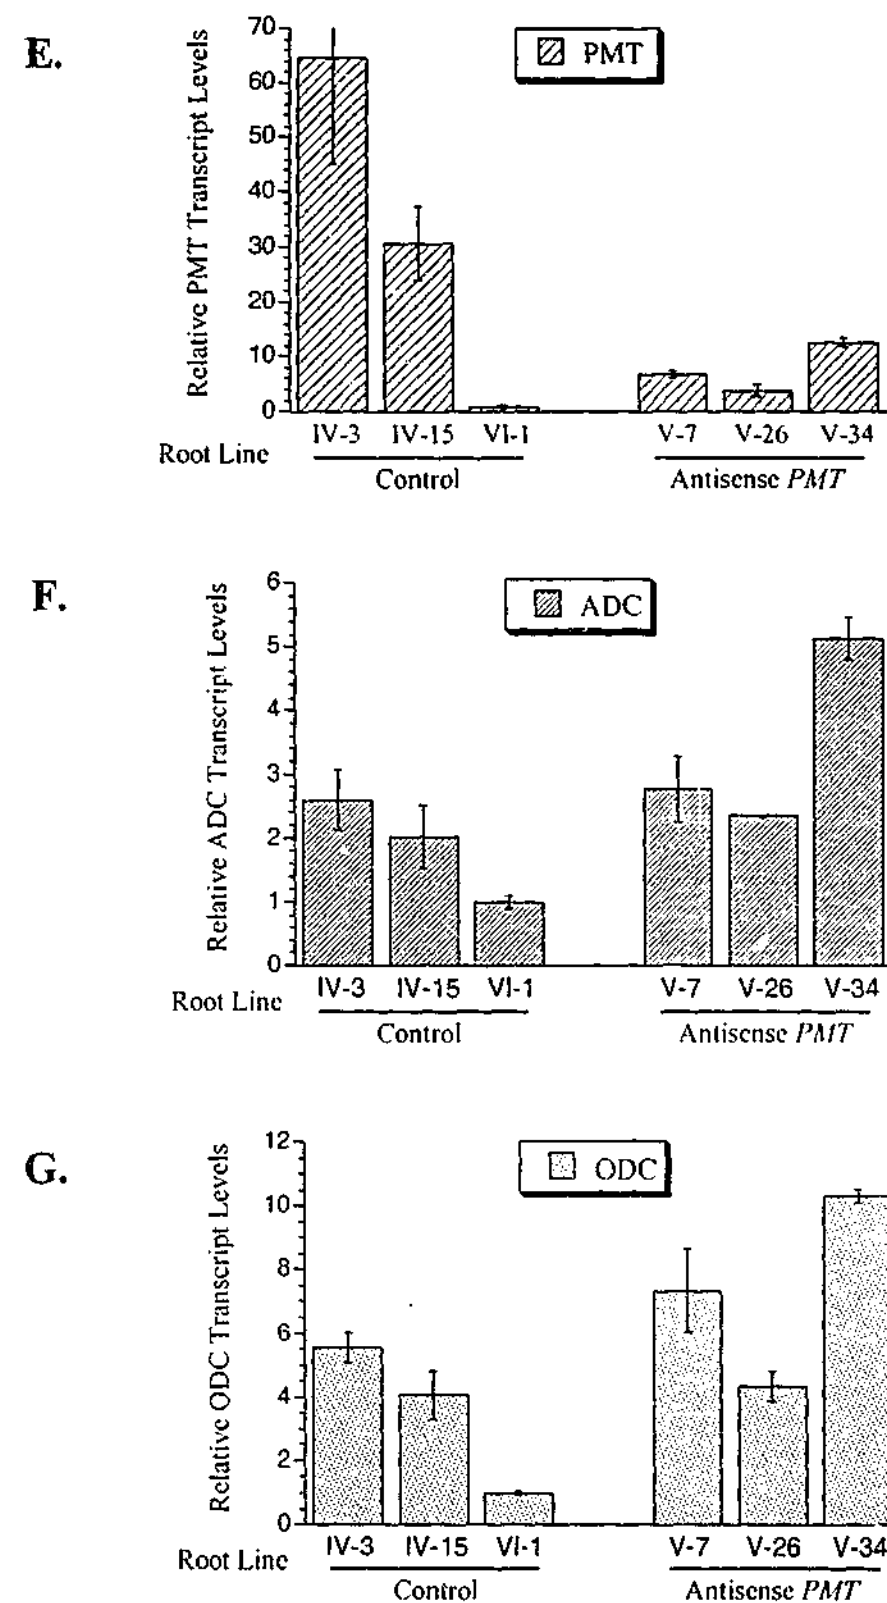 E.
Relative PMT Transcript Levels
70
60
50
40
30
20
10
0
PMT
IV-3 IV-15 VI-1 V-7 V-26 V-34
Root Line
Control Antisense PMT
F.
Relative ADC Transcript Levels
6
5
4
3
2
1
0
ADC
IV-3 IV-15 VI-1 V-7 V-26 V-34
Root Line
Control Antisense PMT
G.
Relative ODC Transcript Levels
12
10
8
6
4
2
0
ODC
IV-3 IV-15 VI-1 V-7 V-26 V-34
Root Line
Control Antisense PMT